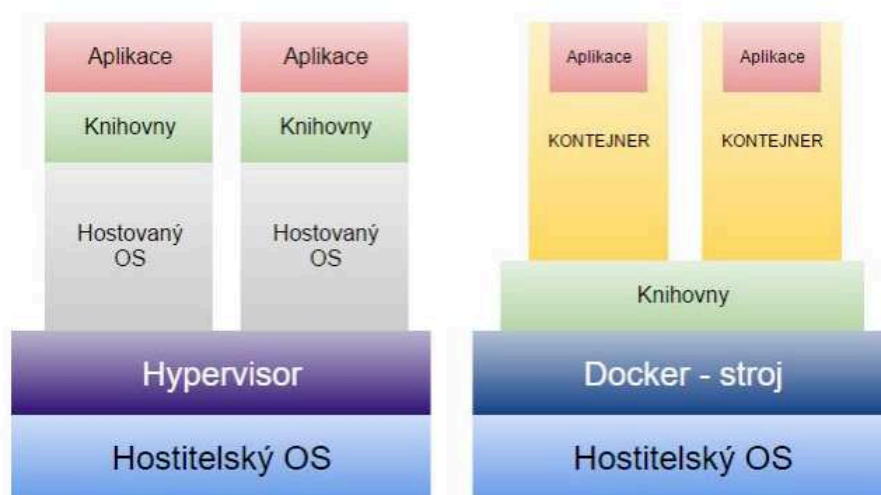 Aplikace
Knihovny
Hostovaný
OS
Aplikace
Knihovny
Hostovaný
OS
Hypervisor
Hostitelský OS
Aplikace
KONTEJNER
Aplikace
KONTEJNER
Knihovny
Docker - stroj
Hostitelský OS